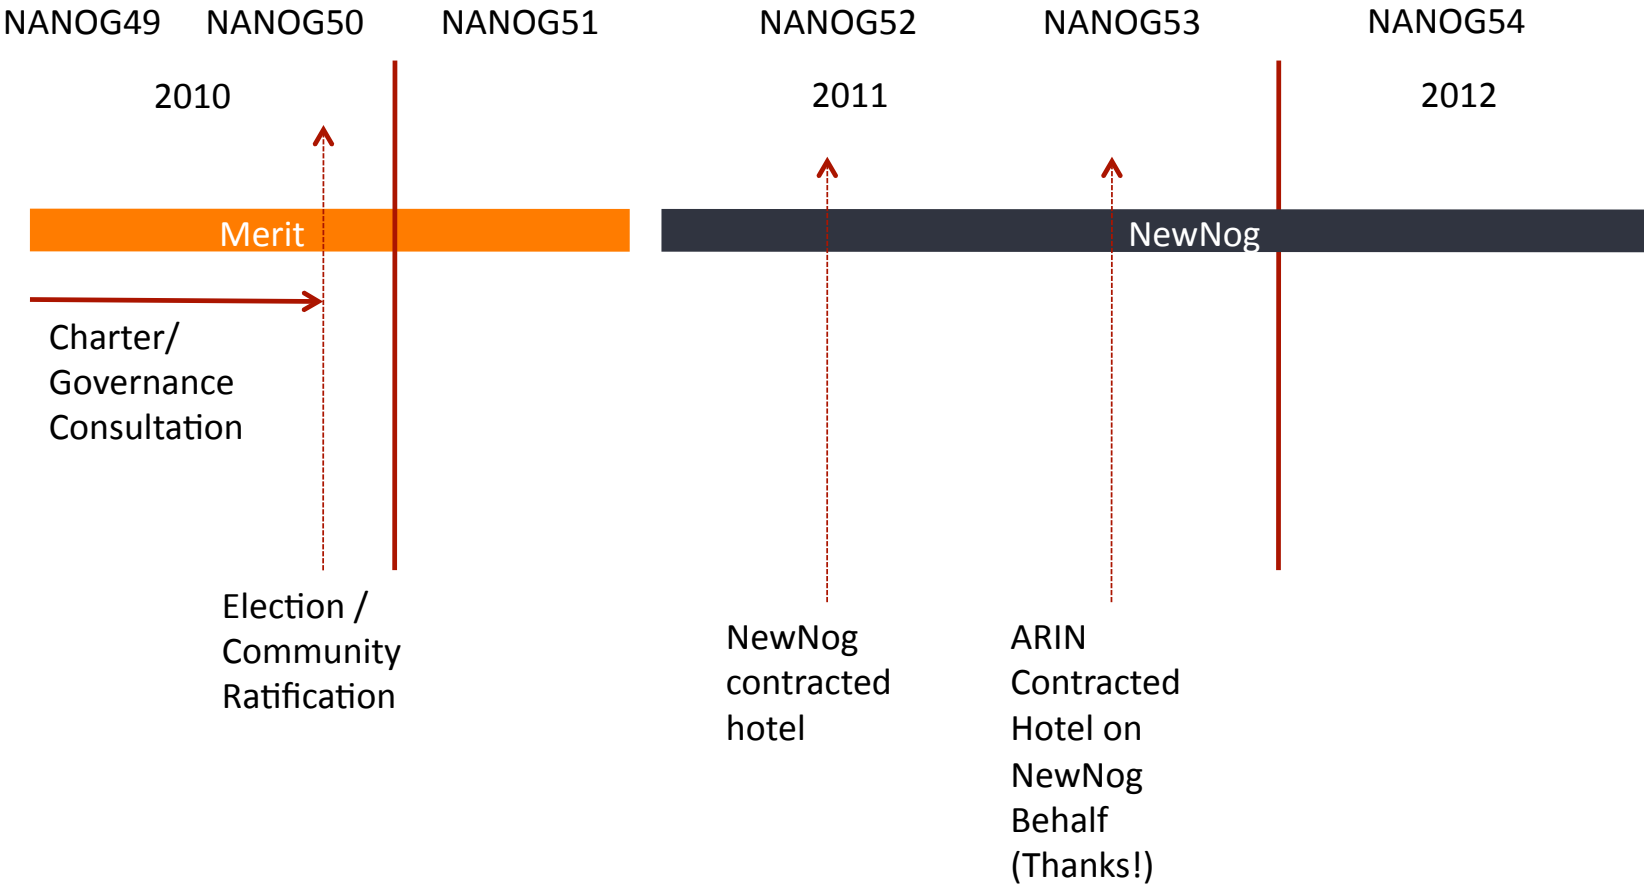 NANOG49 NANOG50 NANOG51 NANOG52 NANOG53 NANOG54
2010 2011 2012
Merit NewNog
Charter/
Governance
Consultation
Election /
Community
Ratification
NewNog
contracted
hotel
ARIN
Contracted
Hotel on
NewNog
Behalf
(Thanks!)